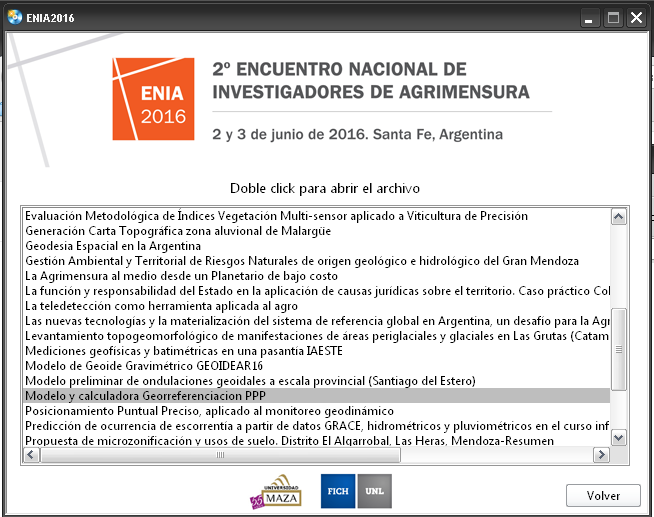 ENIA2016
ENIA
2016
2º ENCUENTRO NACIONAL DE
INVESTIGADORES DE AGRIMENSURA
2 y 3 de junio de 2016. Santa Fe, Argentina
Doble click para abrir el archivo
Evaluación Metodológica de Índices Vegetación Multi-sensor aplicado a Viticultura de Precisión
Generación Carta Topográfica zona aluvional de Malargüe
Geodesia Espacial en la Argentina
Gestión Ambiental y Territorial de Riesgos Naturales de origen geológico e hidrológico del Gran Mendoza
La Agrimensura al medio desde un Planetario de bajo costo
La función y responsabilidad del Estado en la aplicación de causas jurídicas sobre el territorio. Caso práctico Col
La teledetección como herramienta aplicada al agro
Las nuevas tecnologías y la materialización del sistema de referencia global en Argentina, un desafío para la Agr
Levantamiento topogeomorfológico de manifestaciones de áreas periglaciales y glaciales en Las Grutas (Catam
Mediciones geofísicas y batimétricas en una pasantía IAESTE
Modelo de Geoide Gravimétrico GEOIDEAR16
Modelo preliminar de ondulaciones geoidales a escala provincial (Santiago del Estero)
Modelo y calculadora Georreferenciacion PPP
Posicionamiento Puntual Preciso, aplicado al monitoreo geodinámico
Predicción de ocurrencia de escorrentía a partir de datos GRACE, hidrométricos y pluviométricos en el curso inf
Propuesta de microzonificación y usos de suelo. Distrito El Algarrobal, Las Heras, Mendoza-Resumen
UNIVERSIDAD
MAZA
FICH UNL
Volver